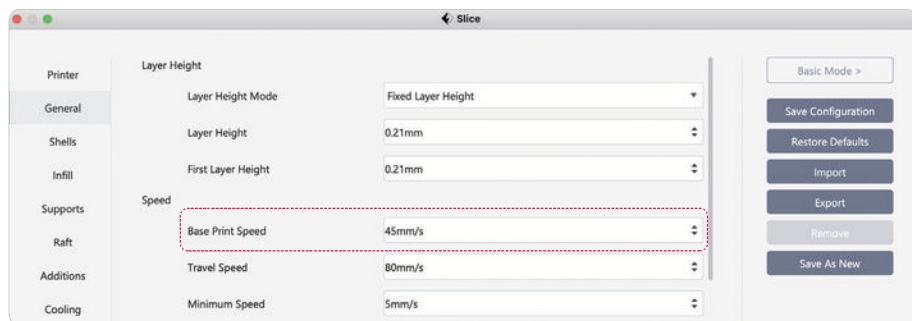 Slice
Printer
General
Shells
Infill
Supports
Raft
Additions
Cooling
Layer Height
Layer Height Mode Fixed Layer Height
Layer Height 0.21mm
First Layer Height 0.21mm
Speed
Base Print Speed 45mm/s
Travel Speed 80mm/s
Minimum Speed 5mm/s
Basic Mode >
Save Configuration
Restore Defaults
Import
Export
Remove
Save As New